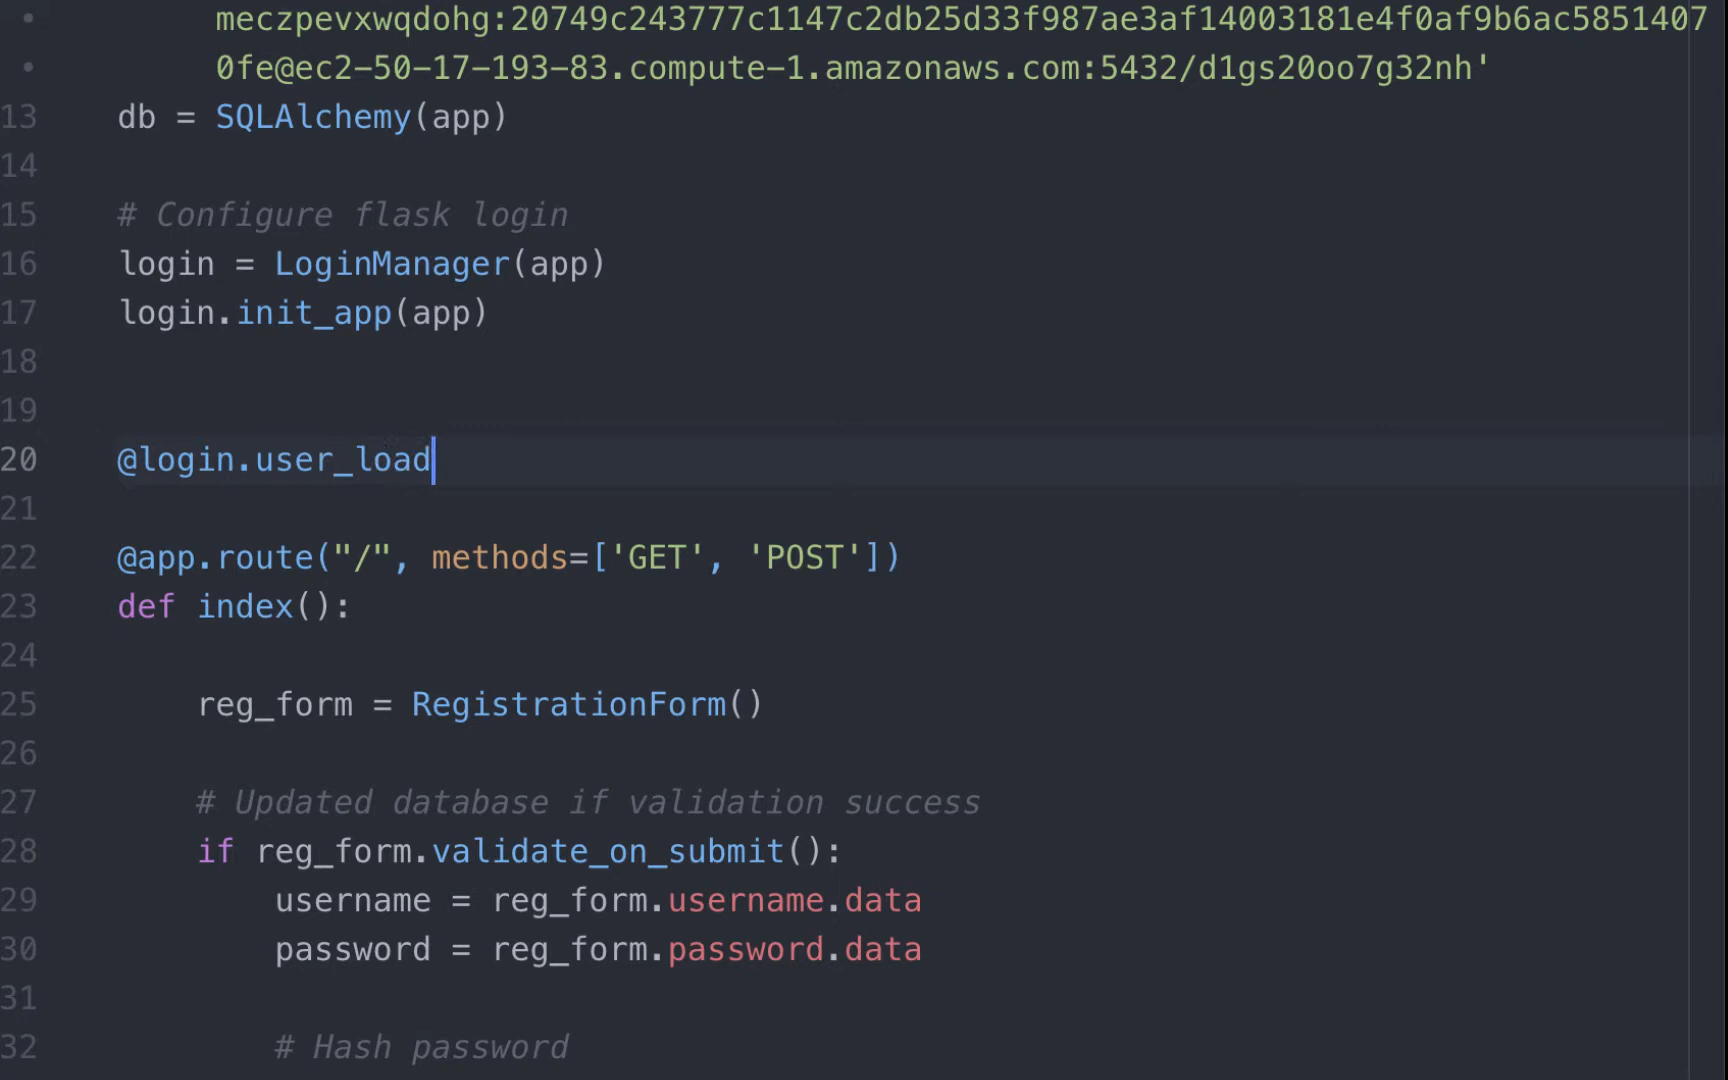 meczpevxwqdohg:20749c243777c1147c2db25d33f987ae3af14003181e4f0af9b6ac5851407
0fe@ec2-50-17-193-83.compute-1.amazonaws.com:5432/d1gs20oo7g32nh'
13 db = SQLAlchemy(app)
14
15 # Configure flask login
16 login = LoginManager(app)
17 login.init_app(app)
18
19
20 @login.user_load
21
22 @app.route("/", methods=['GET', 'POST'])
23 def index():
24
25 reg_form = RegistrationForm()
26
27 # Updated database if validation success
28 if reg_form.validate_on_submit():
29 username = reg_form.username.data
30 password = reg_form.password.data
31
32 # Hash password